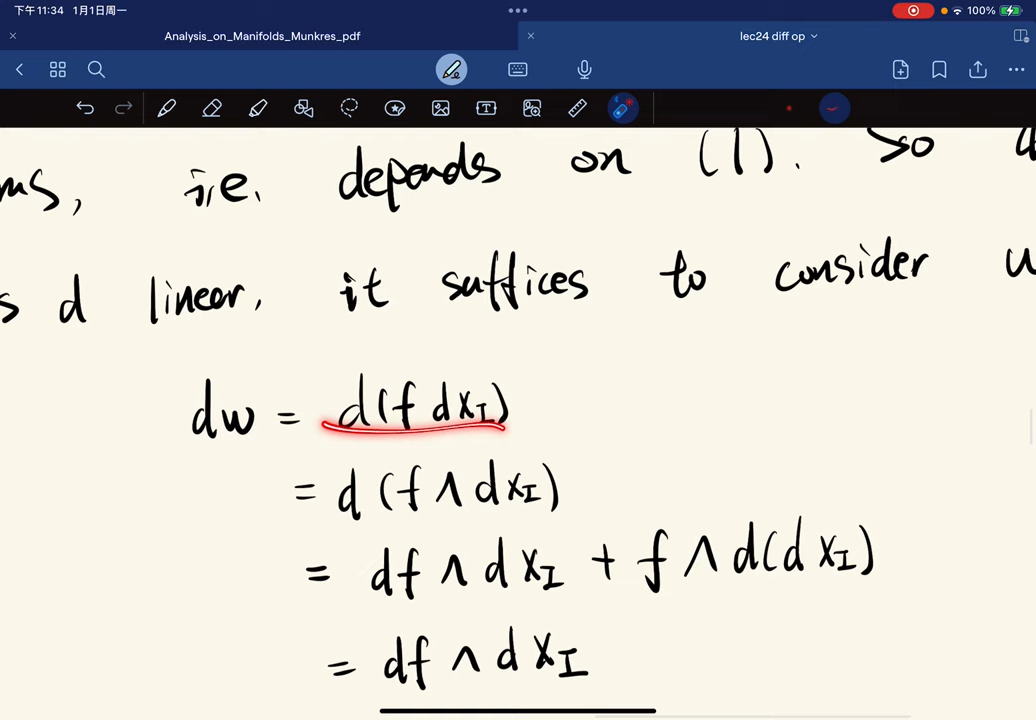 下午11:34 1月1日周一
100%
Analysis_on_Manifolds_Munkres_pdf
lec24 diff op
i.e. depends on (1). So
d linear, it suffices to consider
dw = d(f dx_I)
= d(f ∧ dx_I)
= df ∧ dx_I + f ∧ d(dx_I)
= df ∧ dx_I